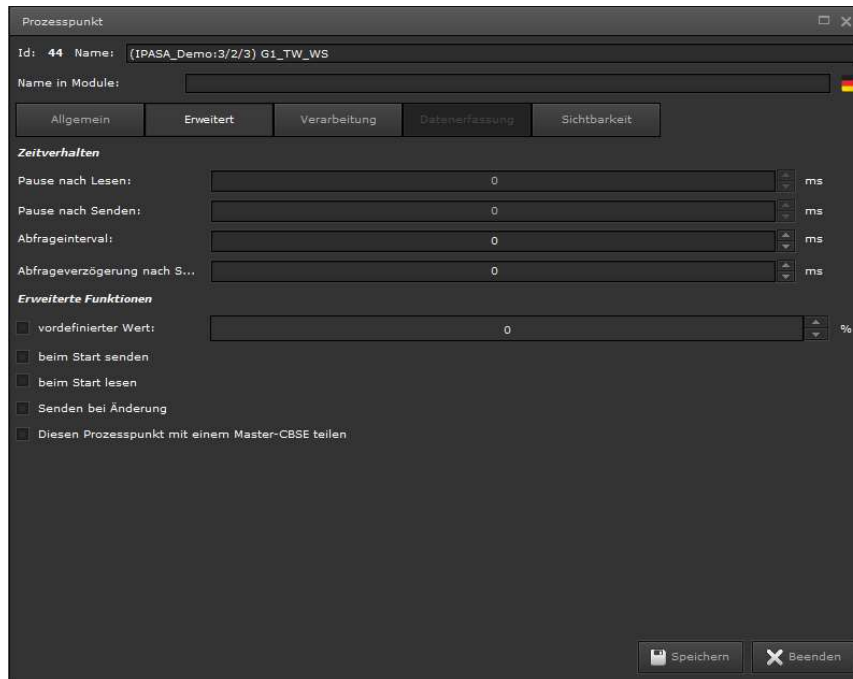 Prozesspunkt
Id: 44 Name: (IPASA_Demo:3/2/3) G1_TW_WS
Name in Module:
Allgemein Erweitert Verarbeitung Datenerfassung Sichtbarkeit
Zeitverhalten
Pause nach Lesen: 0 ms
Pause nach Senden: 0 ms
Abfrageinterval: 0 ms
Abfrageverzögerung nach S... 0 ms
Erweiterte Funktionen
vordefinierter Wert: 0 %
beim Start senden
beim Start lesen
Senden bei Änderung
Diesen Prozesspunkt mit einem Master-CBSE teilen
Speichern Beenden